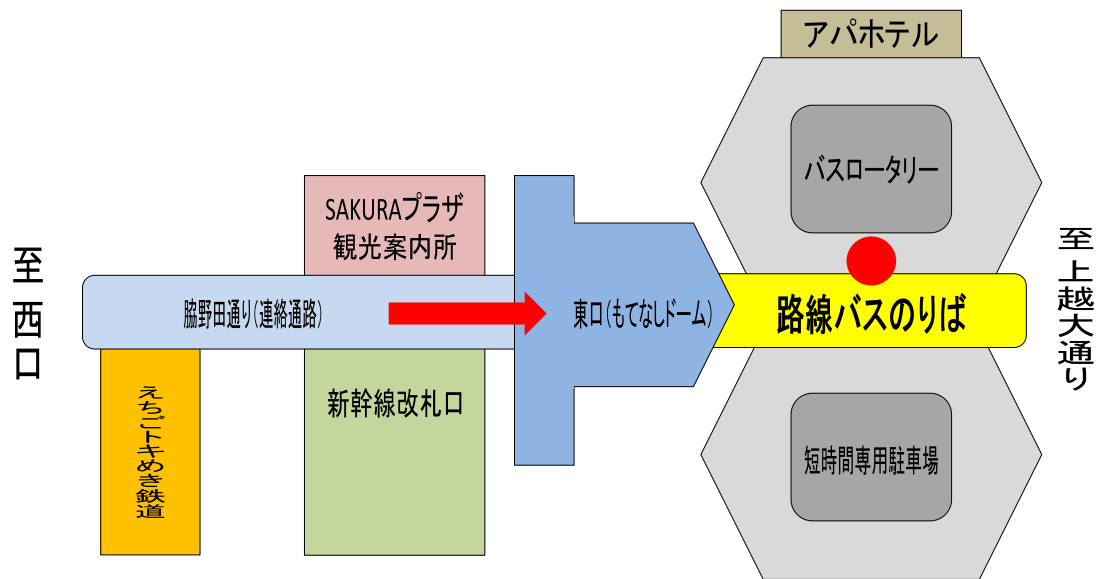 アパホテル
バスロータリー
SAKURAプラザ
観光案内所
至 西口
脇野田通り(連絡通路)
東口(もてなしドーム)
路線バスのりば
至 上越大通り
えちごトキめき鉄道
新幹線改札口
短時間専用駐車場